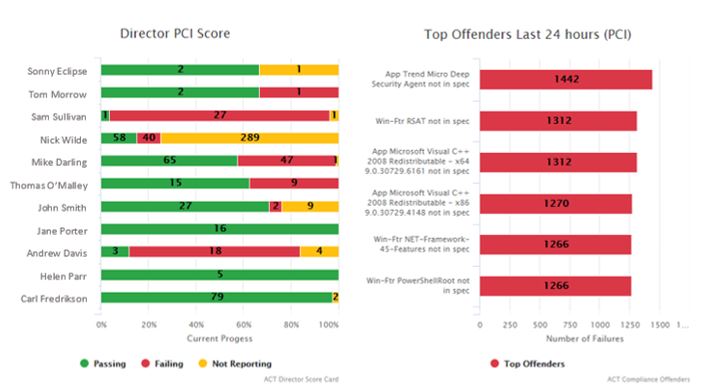 Director PCI Score
Sonny Eclipse 2 1
Tom Morrow 2 1
Sam Sullivan 1 27 1
Nick Wilde 58 40 289
Mike Darling 65 47 1
Thomas O'Malley 15 9
John Smith 27 2 9
Jane Porter 16
Andrew Davis 3 18 4
Helen Parr 5
Carl Fredrikson 79 2
0% 20% 40% 60% 80% 100%
Current Progess
Passing Failing Not Reporting
ACT Director Score Card
Top Offenders Last 24 hours (PCI)
App Trend Micro Deep
Security Agent not in spec
1442
Win-Ftr RSAT not in spec 1312
App Microsoft Visual C++
2008 Redistributable - x64
9.0.30729.6161 not in spec
1312
App Microsoft Visual C++
2008 Redistributable - x86
9.0.30729.4148 not in spec
1270
Win-Ftr NET-Framework-
45-Features not in spec
1266
Win-Ftr PowerShellRoot not
in spec
1266
0 250 500 750 1000 1250 1500 1...
Number of Failures
Top Offenders
ACT Compliance Offenders